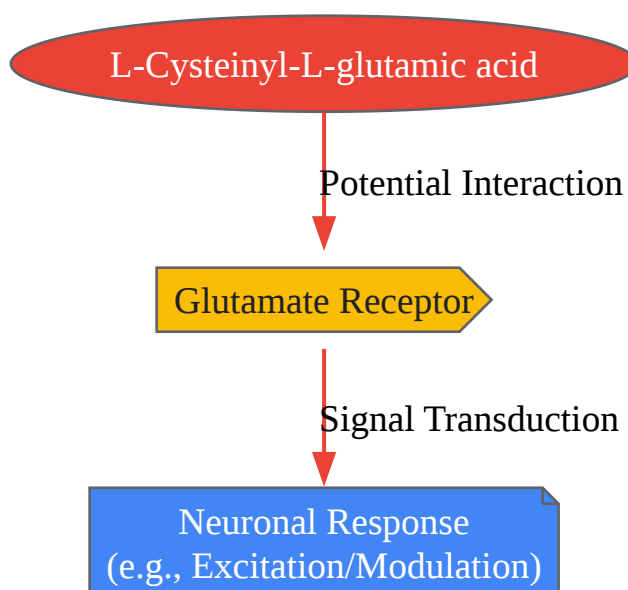 L-Cysteinyl-L-glutamic acid
Potential Interaction
Glutamate Receptor
Signal Transduction
Neuronal Response
(e.g., Excitation/Modulation)